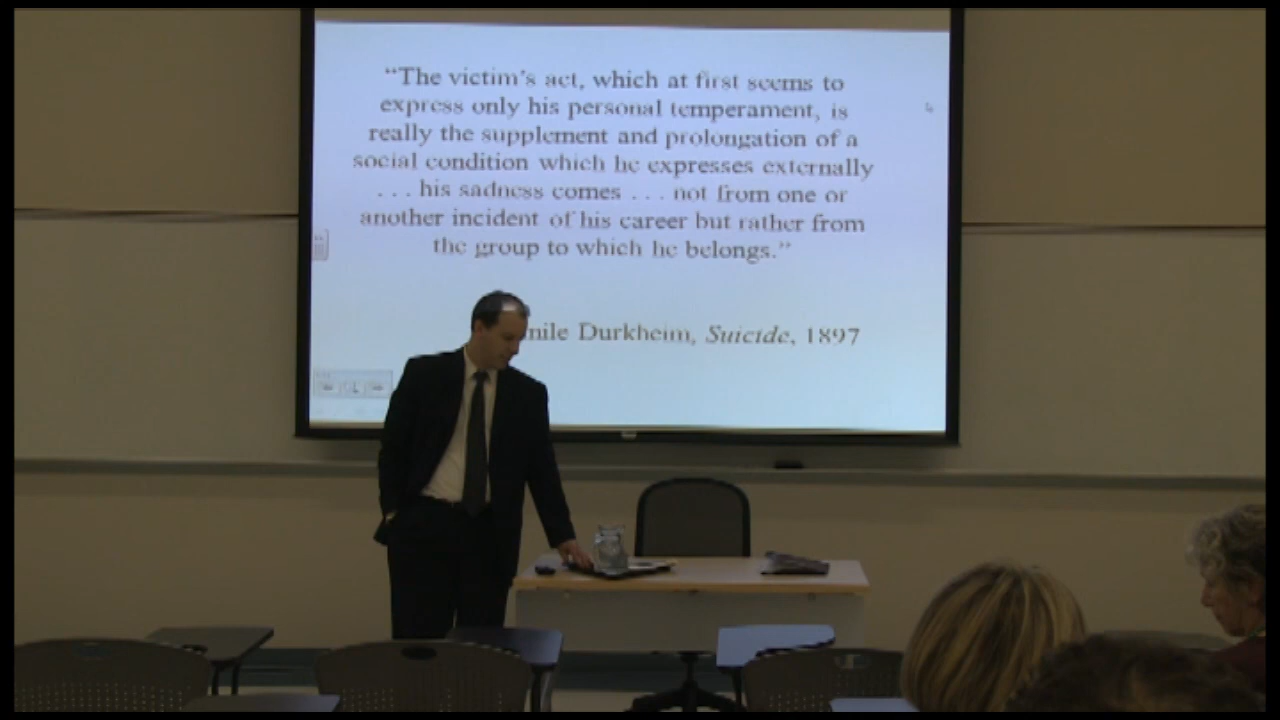 “The victim’s act, which at first seems to
express only his personal temperament, is
really the supplement and prolongation of a
social condition which he expresses externally
. . . his sadness comes . . . not from one or
another incident of his career but rather from
the group to which he belongs.”
nile Durkheim, Suicide, 1897